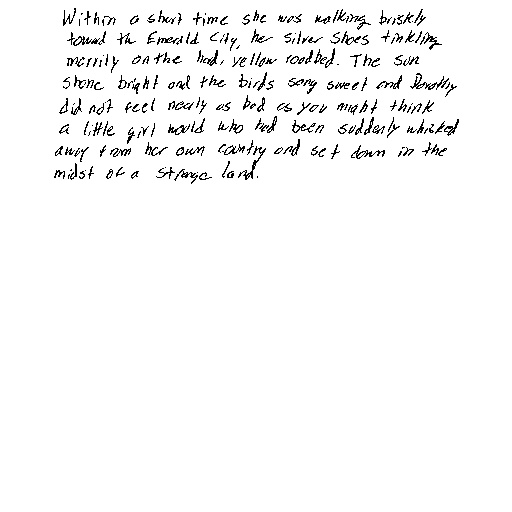 Within a short time she was walking briskly
toward the Emerald City, her Silver Shoes tinkling
merrily on the had, yellow roadbed. The sun
shone bright and the birds sang sweet and Dorothy
did not feel nearly as bad as you might think
a little girl would who had been suddenly whisked
away from her own country and set down in the
midst of a strange land.